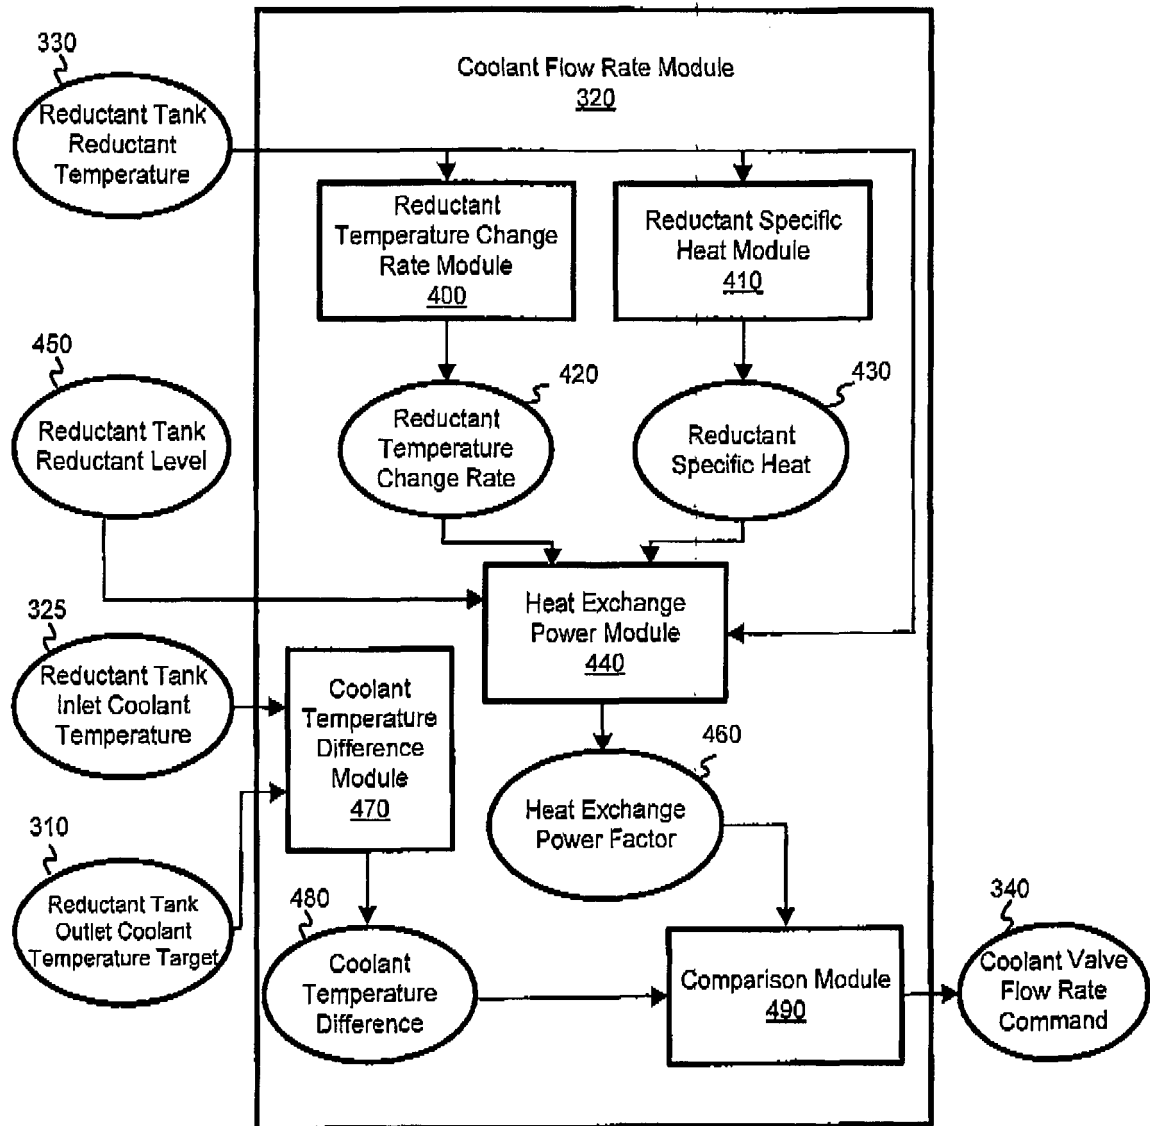 Coolant Flow Rate Module
320
330
Reductant Tank
Reductant
Temperature
Reductant
Temperature Change
Rate Module
400
Reductant Specific
Heat Module
410
450
Reductant Tank
Reductant Level
420
Reductant
Temperature
Change Rate
430
Reductant
Specific Heat
Heat Exchange
Power Module
440
325
Reductant Tank
Inlet Coolant
Temperature
Coolant
Temperature
Difference
Module
470
460
Heat Exchange
Power Factor
310
Reductant Tank
Outlet Coolant
Temperature Target
480
Coolant
Temperature
Difference
Comparison Module
490
340
Coolant Valve
Flow Rate
Command